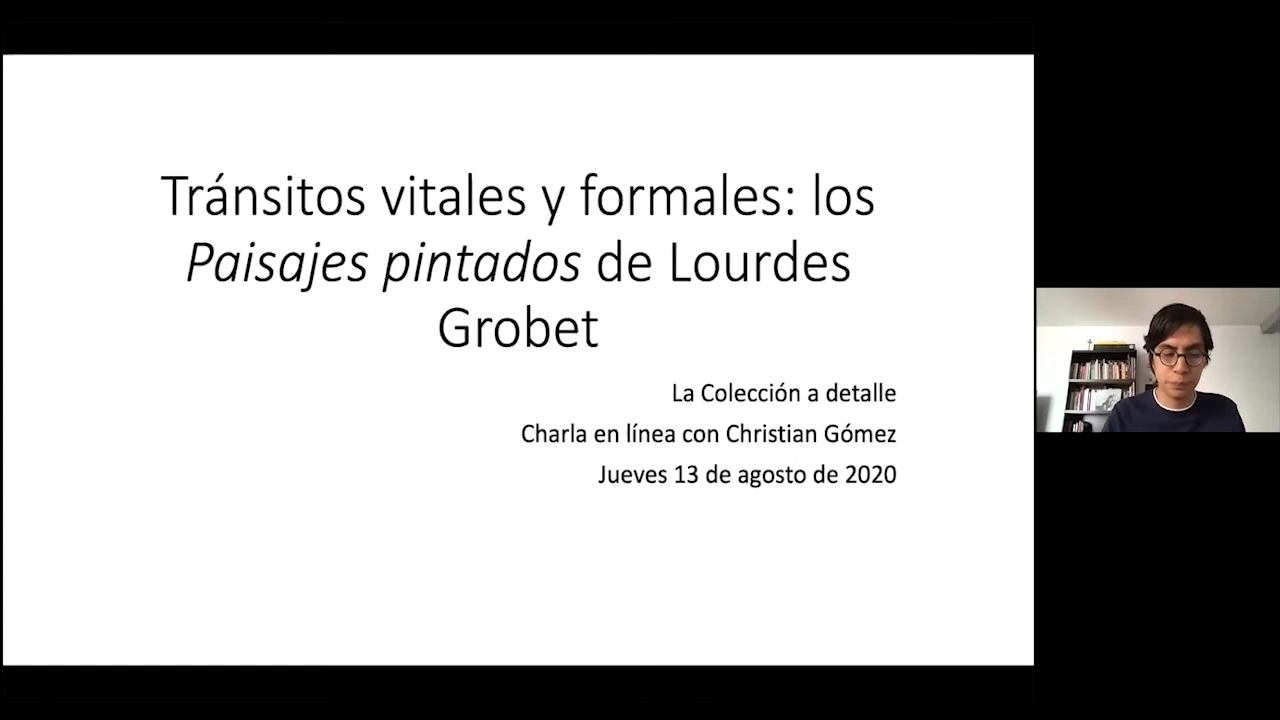 Tránsitos vitales y formales: los
Paisajes pintados de Lourdes
Grobet
La Colección a detalle
Charla en línea con Christian Gómez
Jueves 13 de agosto de 2020